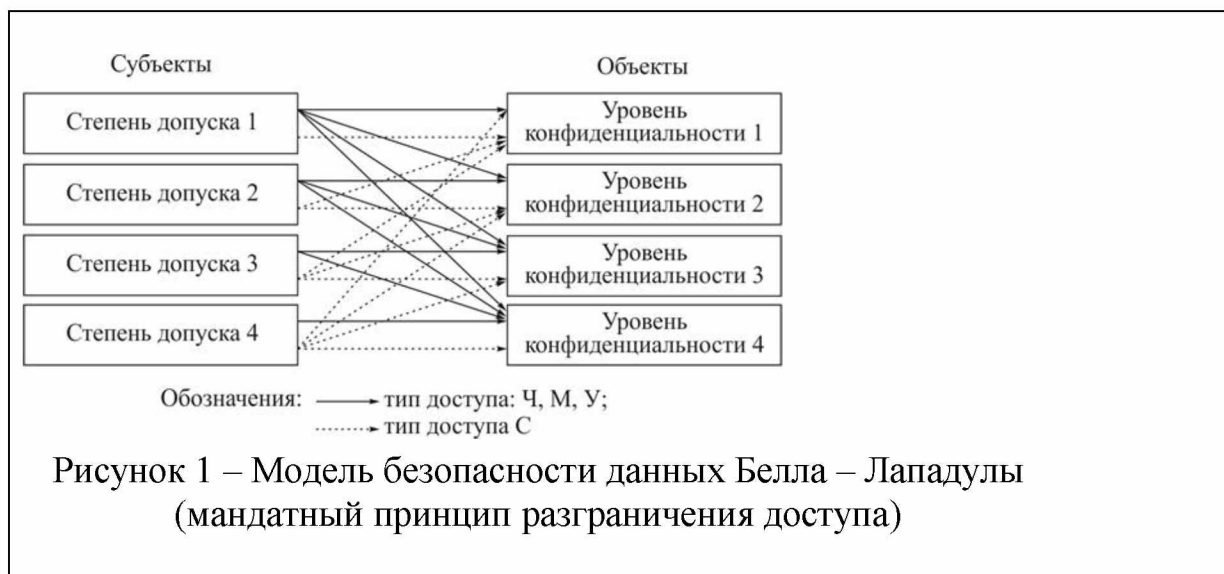 Субъекты
Объекты
Степень допуска 1
Уровень
конфиденциальности 1
Степень допуска 2
Уровень
конфиденциальности 2
Степень допуска 3
Уровень
конфиденциальности 3
Степень допуска 4
Уровень
конфиденциальности 4
Обозначения: тип доступа: Ч, М, У;
тип доступа С
Рисунок 1 – Модель безопасности данных Белла – Лападулы
(мандатный принцип разграничения доступа)